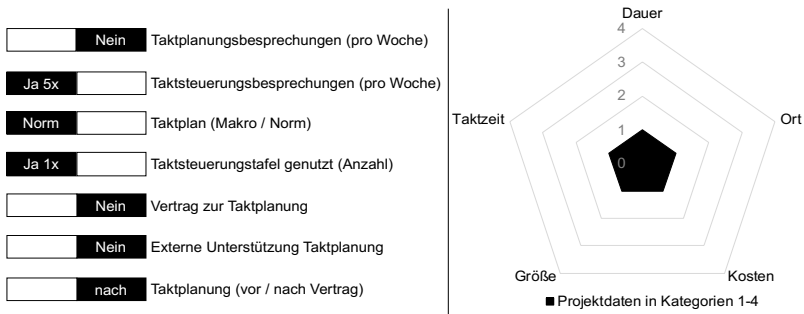 Nein Taktplanungsbesprechungen (pro Woche)
Ja 5x Taktsteuerungsbesprechungen (pro Woche)
Norm Taktplan (Makro / Norm)
Ja 1x Taktsteuerungstafel genutzt (Anzahl)
Nein Vertrag zur Taktplanung
Nein Externe Unterstützung Taktplanung
nach Taktplanung (vor / nach Vertrag)
Dauer
4
3
2
1
0
Taktzeit
Ort
Größe
Kosten
Projektdaten in Kategorien 1-4